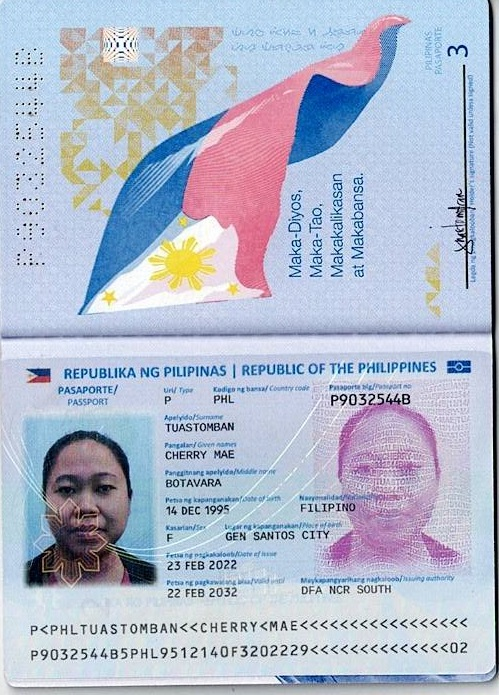 P9032544B
PILIPINAS
PASAPORTE
3
Maka-Diyos,
Maka-Tao,
Makakalikasan
at Makabansa.
REPUBLIKA NG PILIPINAS | REPUBLIC OF THE PHILIPPINES
PASAPORTE/
PASSPORT
Uri/ Type Kodigo ng bansa/ Country code Pasaporte blg/Passport no
P PHL P9032544B
Apelyido/Surname
TUASTOMBAN
Pangalan/ Given names
CHERRY MAE
Panggitnang apelyido/Middle name
BOTAVARA
Petsa ng kapanganakan/Date of birth Nasyonalidad/
14 DEC 1995 FILIPINO
Kasarian/Sex Lugar ng kapanganakan/Place of birth
F GEN SANTOS CITY
Petsa ng pagkakaloob/Date of issue
23 FEB 2022
Petsa ng pagkawalang bisa/Valid until Maykapangyarihang nagkaloob/Issuing authority
22 FEB 2032 DFA NCR SOUTH
P<PHLTUASTOMBAN<<CHERRY<MAE<<<<<<<<<<<<<<<<<
P9032544B5PHL9512140F3202229<<<<<<<<<<<<<<02